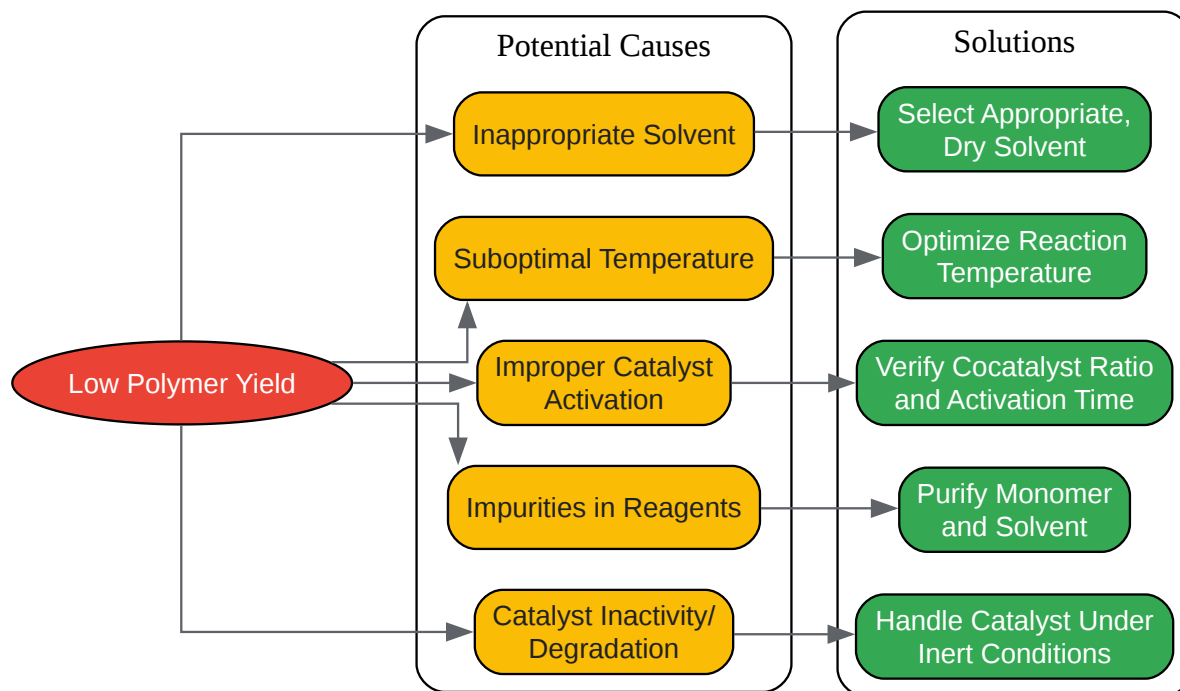 Potential Causes
Solutions
Inappropriate Solvent
Select Appropriate,
Dry Solvent
Suboptimal Temperature
Optimize Reaction
Temperature
Low Polymer Yield
Improper Catalyst
Activation
Verify Cocatalyst Ratio
and Activation Time
Impurities in Reagents
Purify Monomer
and Solvent
Catalyst Inactivity/
Degradation
Handle Catalyst Under
Inert Conditions